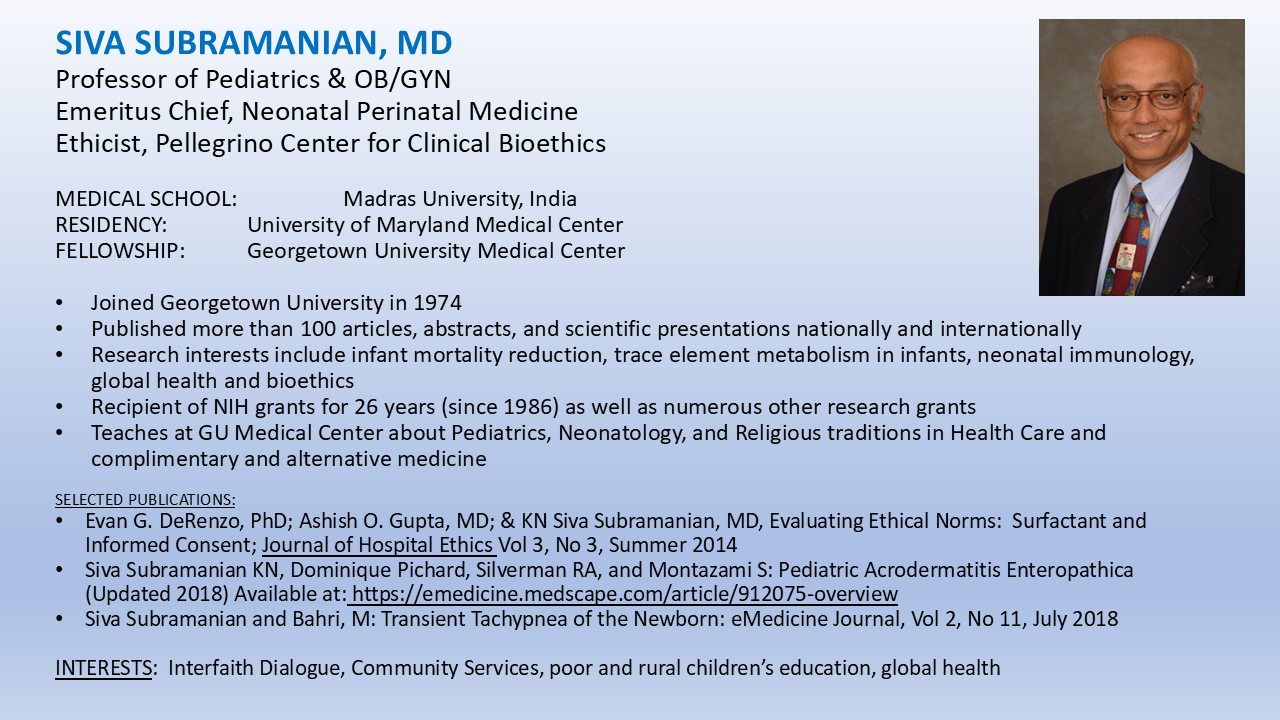 SIVA SUBRAMANIAN, MD
Professor of Pediatrics & OB/GYN
Emeritus Chief, Neonatal Perinatal Medicine
Ethicist, Pellegrino Center for Clinical Bioethics
MEDICAL SCHOOL: Madras University, India
RESIDENCY: University of Maryland Medical Center
FELLOWSHIP: Georgetown University Medical Center
• Joined Georgetown University in 1974
• Published more than 100 articles, abstracts, and scientific presentations nationally and internationally
• Research interests include infant mortality reduction, trace element metabolism in infants, neonatal immunology,
global health and bioethics
• Recipient of NIH grants for 26 years (since 1986) as well as numerous other research grants
• Teaches at GU Medical Center about Pediatrics, Neonatology, and Religious traditions in Health Care and
complimentary and alternative medicine
SELECTED PUBLICATIONS:
• Evan G. DeRenzo, PhD; Ashish O. Gupta, MD; & KN Siva Subramanian, MD, Evaluating Ethical Norms: Surfactant and
Informed Consent; Journal of Hospital Ethics Vol 3, No 3, Summer 2014
• Siva Subramanian KN, Dominique Pichard, Silverman RA, and Montazami S: Pediatric Acrodermatitis Enteropathica
(Updated 2018) Available at: https://emedicine.medscape.com/article/912075-overview
• Siva Subramanian and Bahri, M: Transient Tachypnea of the Newborn: eMedicine Journal, Vol 2, No 11, July 2018
INTERESTS: Interfaith Dialogue, Community Services, poor and rural children’s education, global health